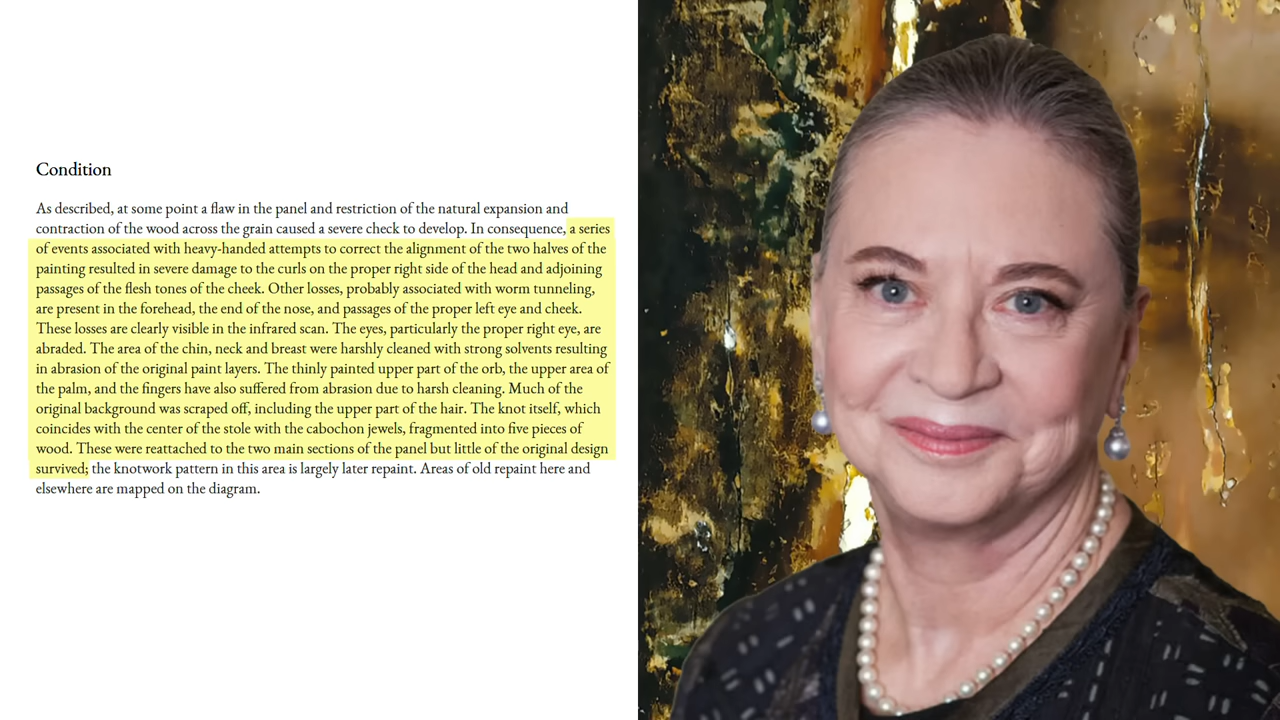 Condition
As described, at some point a flaw in the panel and restriction of the natural expansion and
contraction of the wood across the grain caused a severe check to develop. In consequence, a series
of events associated with heavy-handed attempts to correct the alignment of the two halves of the
painting resulted in severe damage to the curls on the proper right side of the head and adjoining
passages of the flesh tones of the cheek. Other losses, probably associated with worm tunneling,
are present in the forehead, the end of the nose, and passages of the proper left eye and cheek.
These losses are clearly visible in the infrared scan. The eyes, particularly the proper right eye, are
abraded. The area of the chin, neck and breast were harshly cleaned with strong solvents resulting
in abrasion of the original paint layers. The thinly painted upper part of the orb, the upper area of
the palm, and the fingers have also suffered from abrasion due to harsh cleaning. Much of the
original background was scraped off, including the upper part of the hair. The knot itself, which
coincides with the center of the stole with the cabochon jewels, fragmented into five pieces of
wood. These were reattached to the two main sections of the panel but little of the original design
survived; the knotwork pattern in this area is largely later repaint. Areas of old repaint here and
elsewhere are mapped on the diagram.